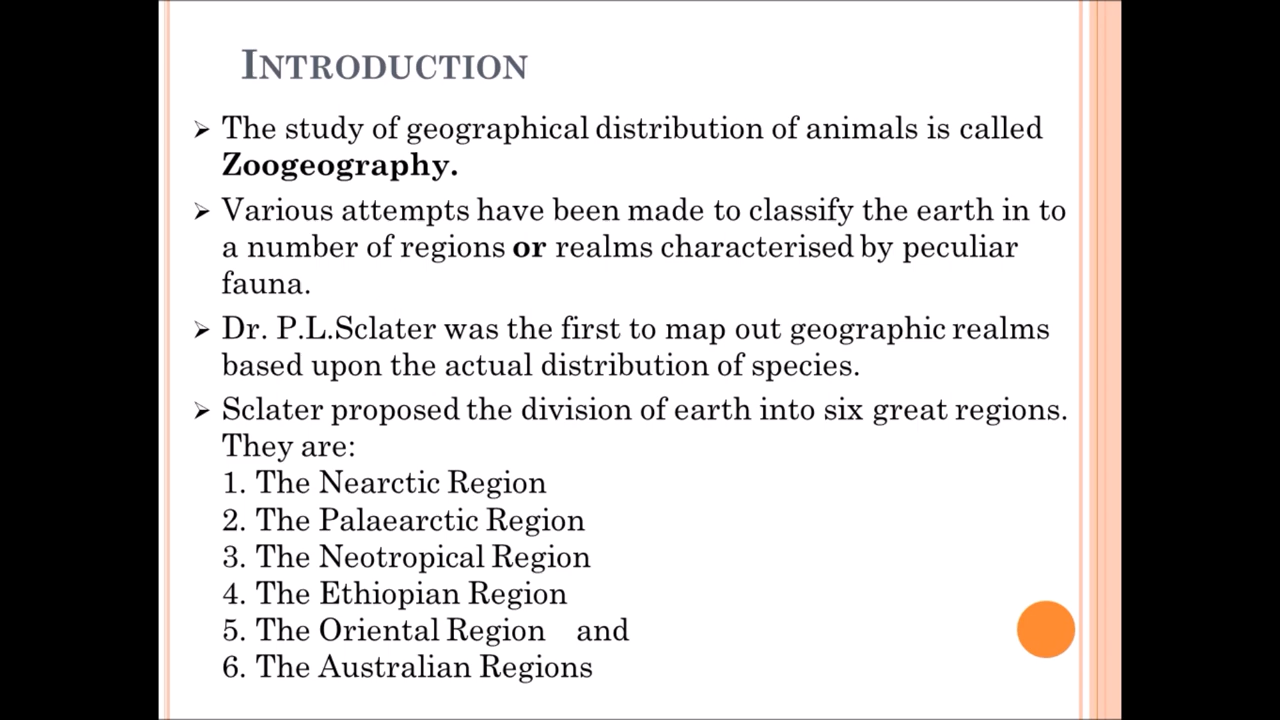 INTRODUCTION
➢ The study of geographical distribution of animals is called
Zoogeography.
➢ Various attempts have been made to classify the earth in to
a number of regions or realms characterised by peculiar
fauna.
➢ Dr. P.L.Sclater was the first to map out geographic realms
based upon the actual distribution of species.
➢ Sclater proposed the division of earth into six great regions.
They are:
1. The Nearctic Region
2. The Palaearctic Region
3. The Neotropical Region
4. The Ethiopian Region
5. The Oriental Region and
6. The Australian Regions